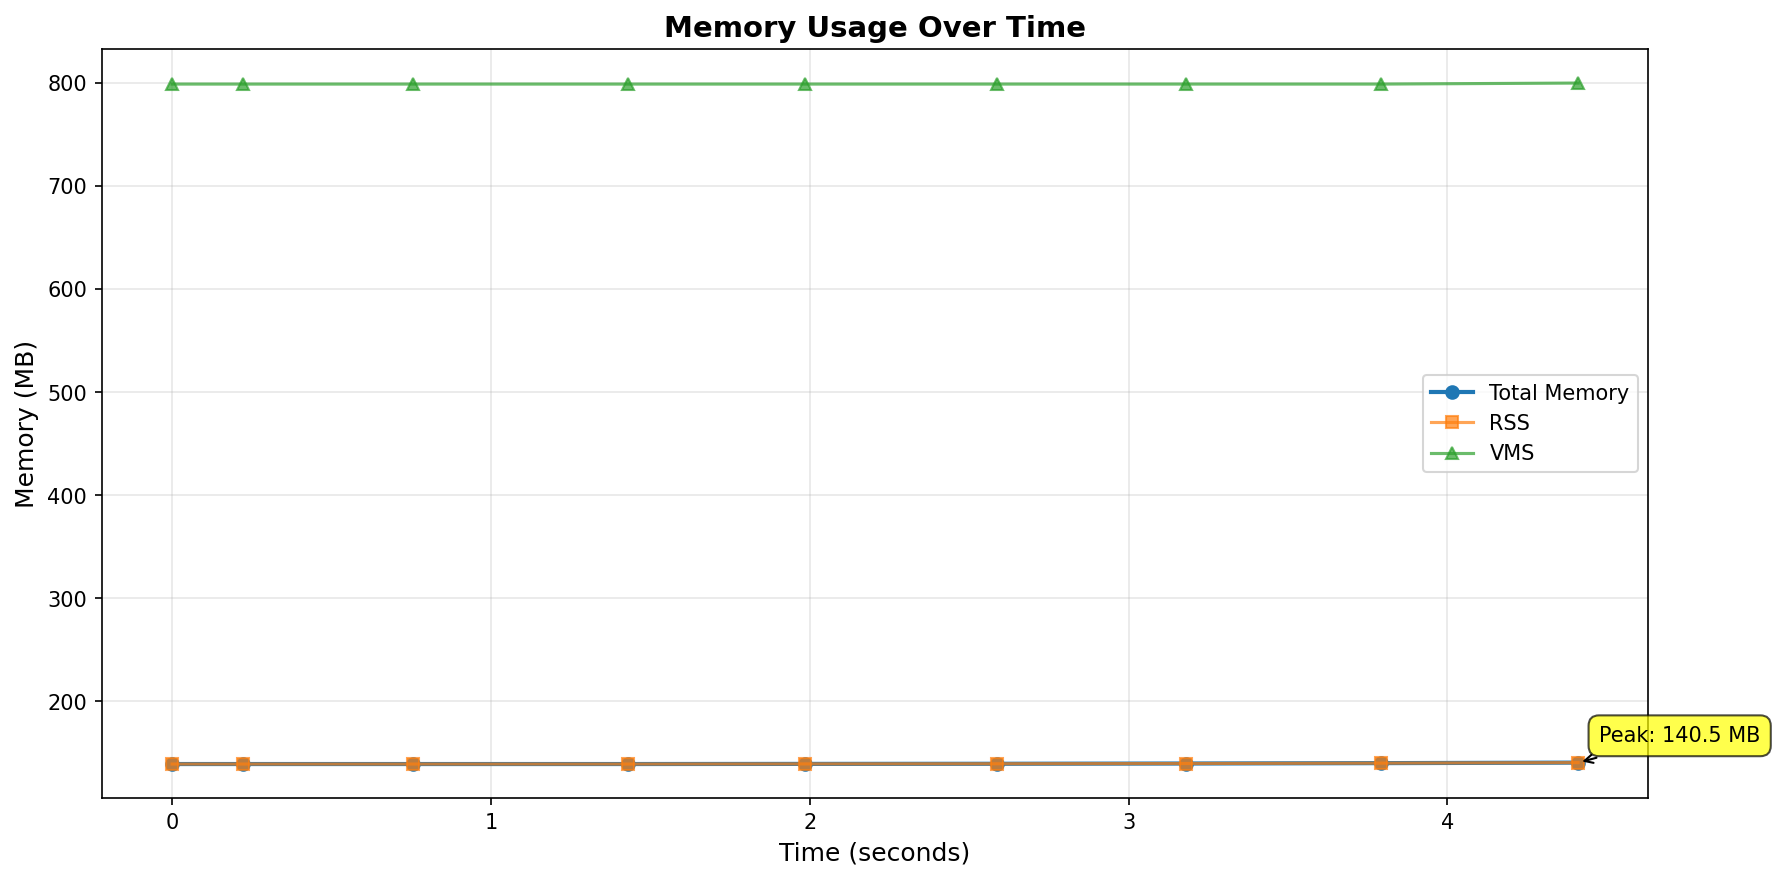 Memory Usage Over Time
Memory (MB)
800
700
600
500
400
300
200
Total Memory
RSS
VMS
Peak: 140.5 MB
0 1 2 3 4
Time (seconds)